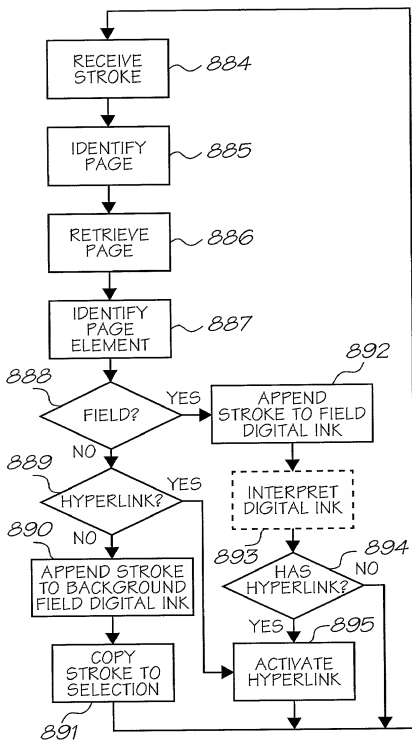 RECEIVE
STROKE
884
IDENTIFY
PAGE
885
RETRIEVE
PAGE
886
IDENTIFY
PAGE
ELEMENT
887
888
FIELD?
YES
NO
892
APPEND
STROKE TO FIELD
DIGITAL INK
889
HYPERLINK?
YES
NO
INTERPRET
DIGITAL INK
893
894
HAS
HYPERLINK?
NO
YES
890
APPEND STROKE
TO BACKGROUND
FIELD DIGITAL INK
895
ACTIVATE
HYPERLINK
COPY
STROKE TO
SELECTION
891